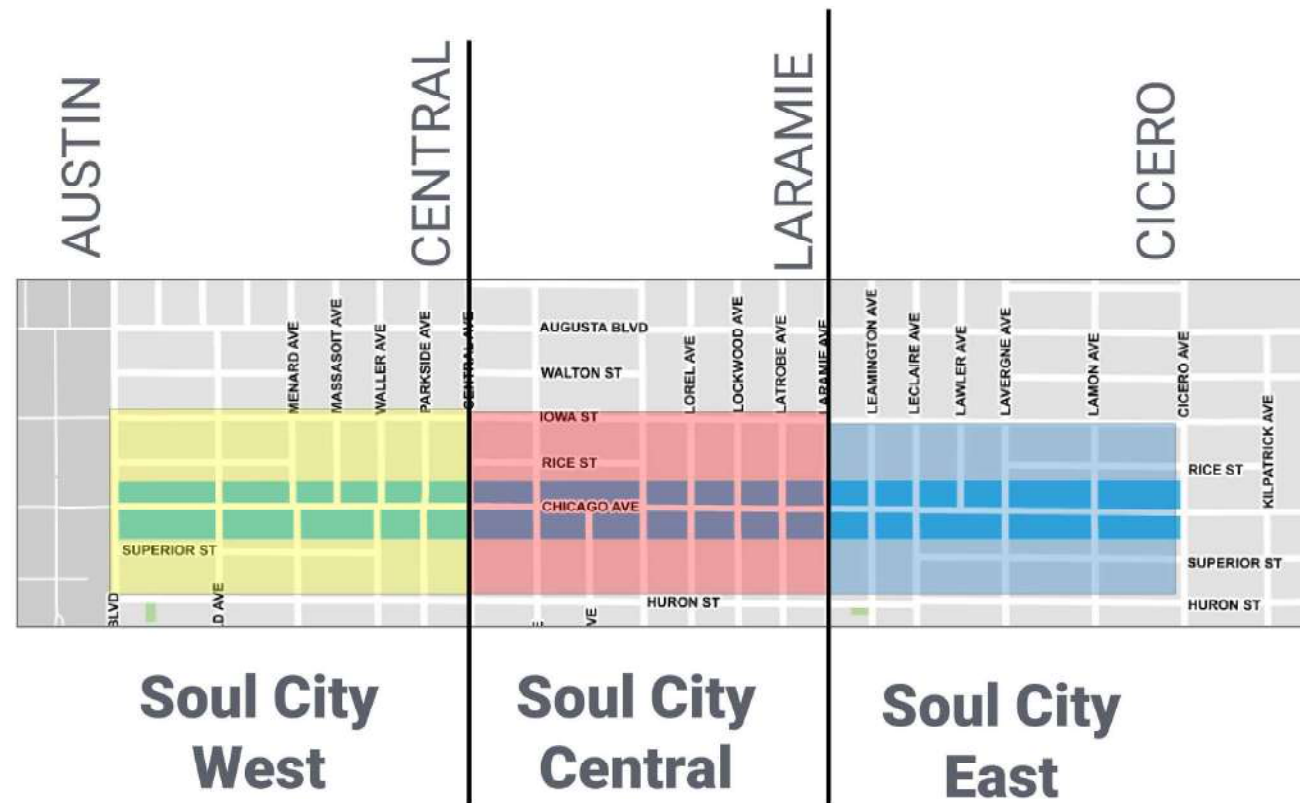 AUSTIN
CENTRAL
LARAMIE
CICERO
MENARD AVE
MASSASOIT AVE
WALLER AVE
PARKSIDE AVE
CENTRAL AVE
AUGUSTA BLVD
WALTON ST
IOWA ST
RICE ST
CHICAGO AVE
LOREL AVE
LOCKWOOD AVE
LATROBE AVE
LARAMIE AVE
LEAMINGTON AVE
LECLAIRE AVE
LAWLER AVE
LAVERGNE AVE
LAMON AVE
CICERO AVE
KILPATRICK AVE
RICE ST
SUPERIOR ST
SUPERIOR ST
BLVD
LD AVE
VE
HURON ST
HURON ST
Soul City
West
Soul City
Central
Soul City
East